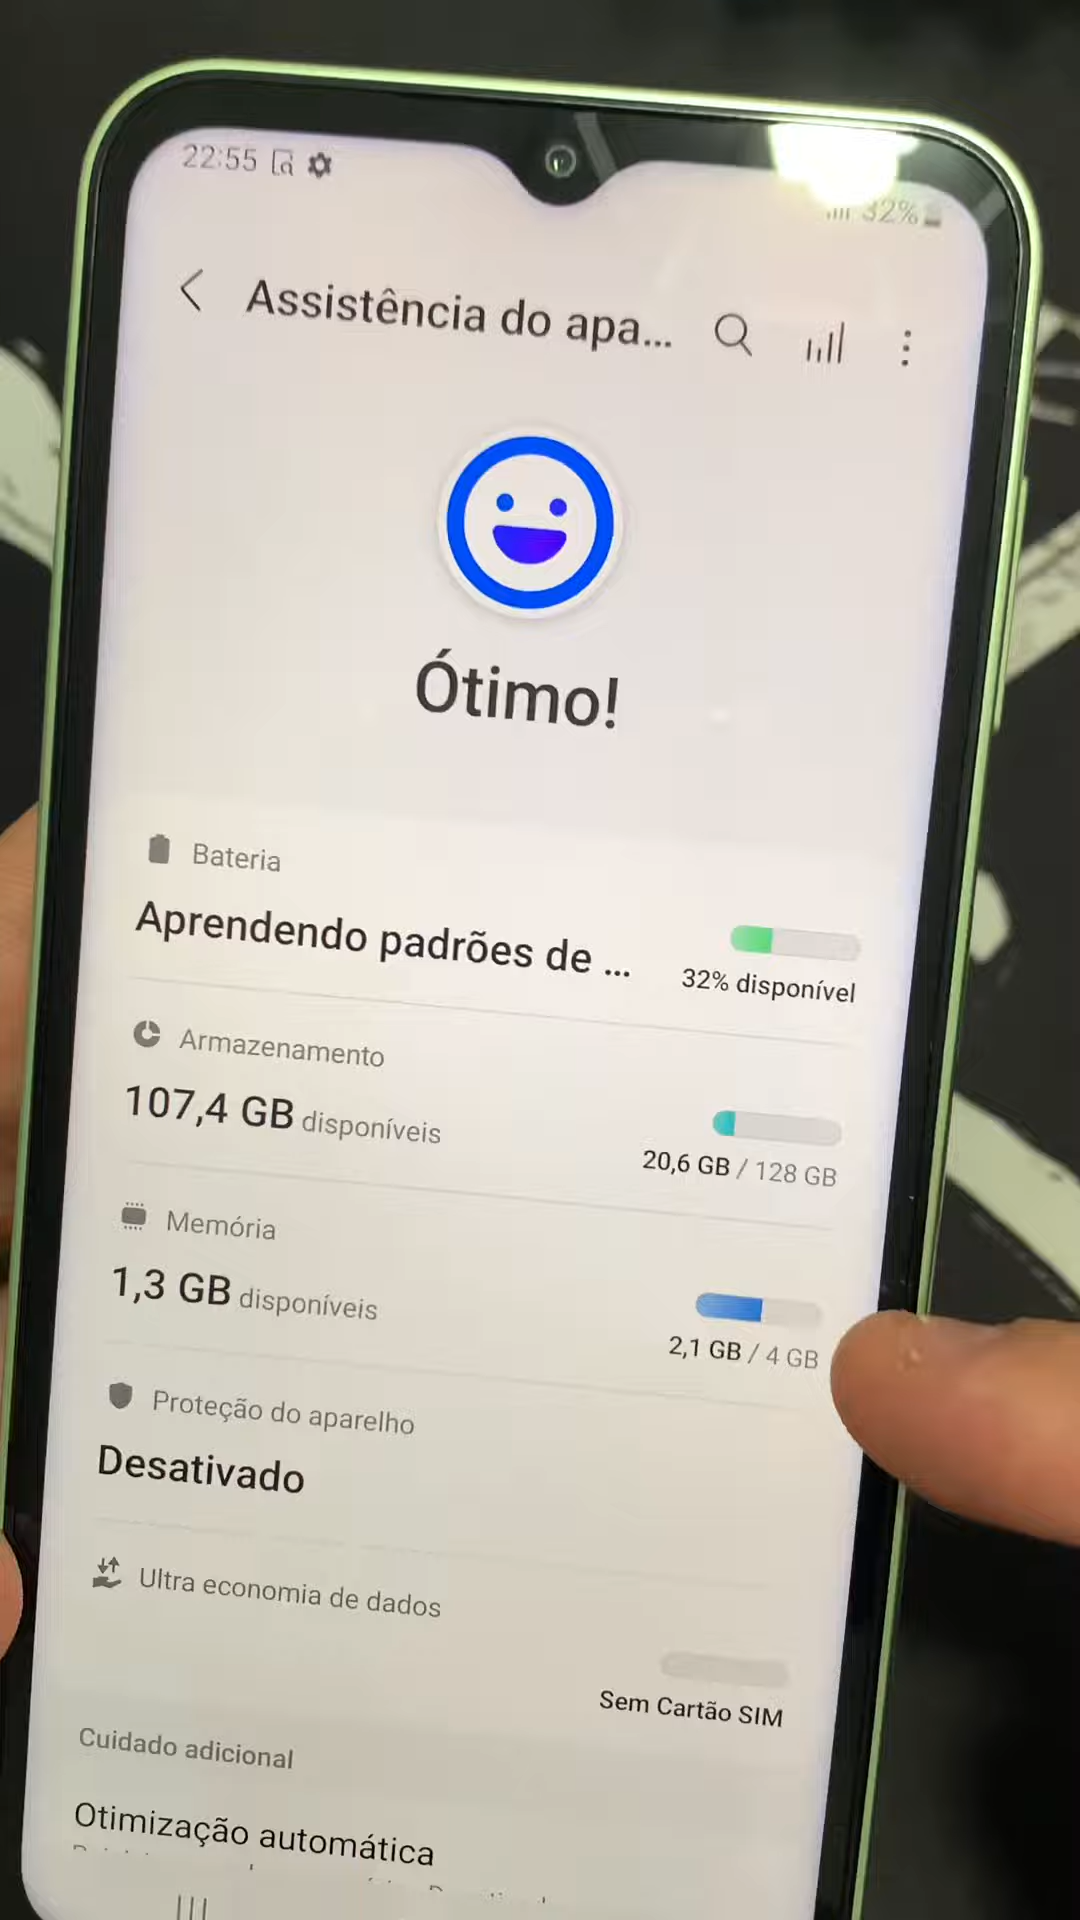 22:55
32%
Assistência do apa...
Ótimo!
Bateria
Aprendendo padrões de ...
32% disponível
Armazenamento
107,4 GB disponíveis
20,6 GB / 128 GB
Memória
1,3 GB disponíveis
2,1 GB / 4 GB
Proteção do aparelho
Desativado
Ultra economia de dados
Sem Cartão SIM
Cuidado adicional
Otimização automática